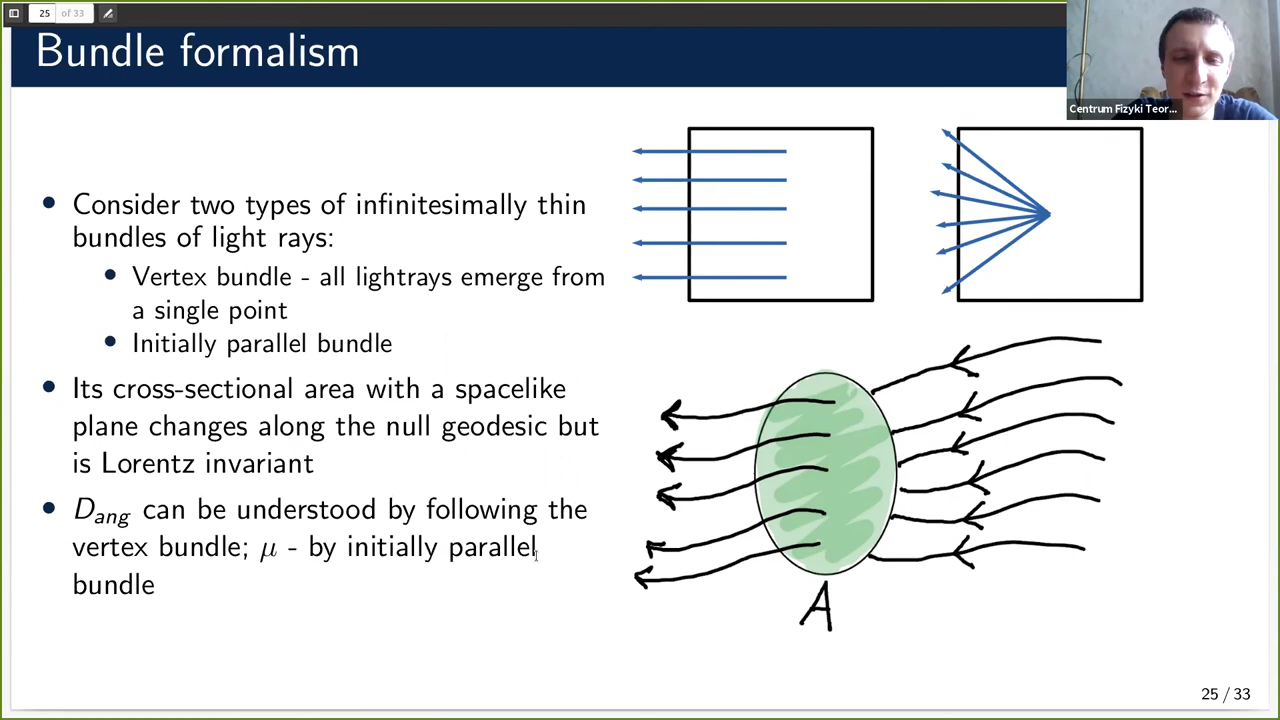 25 of 33
Bundle formalism
Centrum Fizyki Teor...
• Consider two types of infinitesimally thin
bundles of light rays:
• Vertex bundle - all lightrays emerge from
a single point
• Initially parallel bundle
• Its cross-sectional area with a spacelike
plane changes along the null geodesic but
is Lorentz invariant
• D_ang can be understood by following the
vertex bundle; μ - by initially parallel
bundle
A
25 / 33